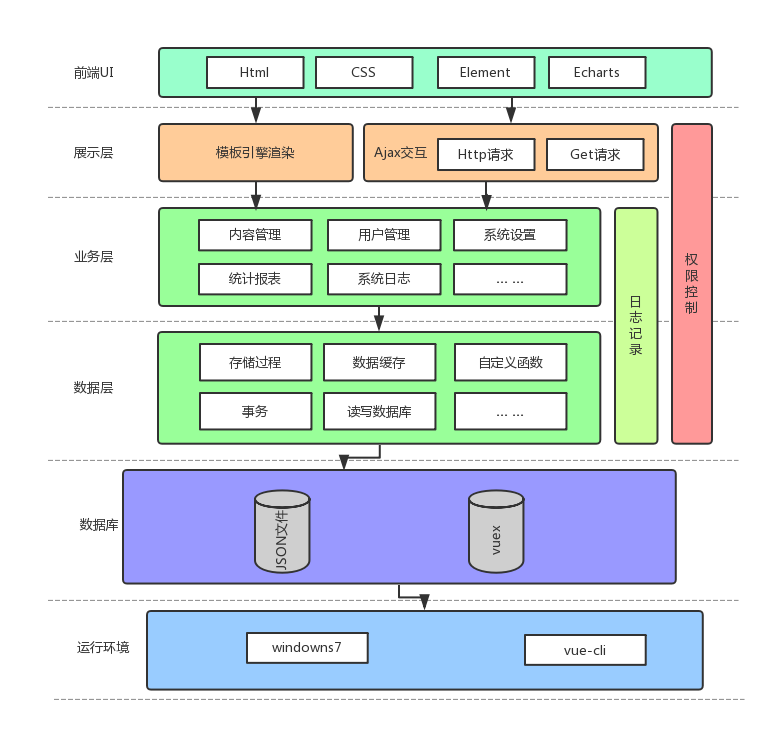 前端UI
Html
CSS
Element
Echarts
展示层
模板引擎渲染
Ajax交互
Http请求
Get请求
权限控制
业务层
内容管理
用户管理
系统设置
统计报表
系统日志
... ...
日志记录
数据层
存储过程
数据缓存
自定义函数
事务
读写数据库
... ...
数据库
JSON文件
vuex
运行环境
windowns7
vue-cli